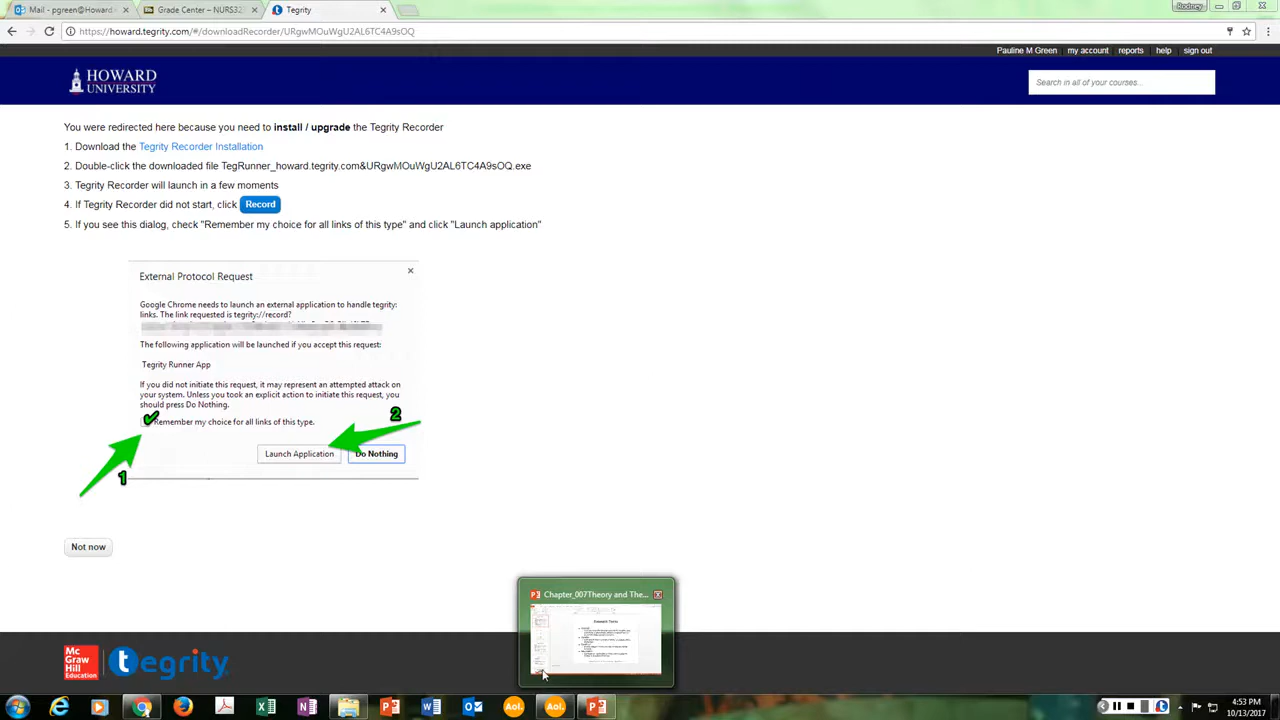 Mail - pgreen@Howard
Grade Center – NURS32
Tegrity
Rodney
https://howard.tegrity.com/#/downloadRecorder/URgwMOuWgU2AL6TC4A9sOQ
Pauline M Green my account reports help sign out
HOWARD
UNIVERSITY
Search in all of your courses...
You were redirected here because you need to install / upgrade the Tegrity Recorder
1. Download the Tegrity Recorder Installation
2. Double-click the downloaded file TegRunner_howard.tegrity.com&URgwMOuWgU2AL6TC4A9sOQ.exe
3. Tegrity Recorder will launch in a few moments
4. If Tegrity Recorder did not start, click Record
5. If you see this dialog, check "Remember my choice for all links of this type" and click "Launch application"
External Protocol Request
Google Chrome needs to launch an external application to handle tegrity:
links. The link requested is tegrity://record?
The following application will be launched if you accept this request:
Tegrity Runner App
If you did not initiate this request, it may represent an attempted attack on
your system. Unless you took an explicit action to initiate this request, you
should press Do Nothing.
2
Remember my choice for all links of this type.
Launch Application Do Nothing
1
Not now
Chapter_007Theory and The...
Mc
Graw
Hill
Education
tegrity
Aol.
Aol.
4:53 PM
10/13/2017